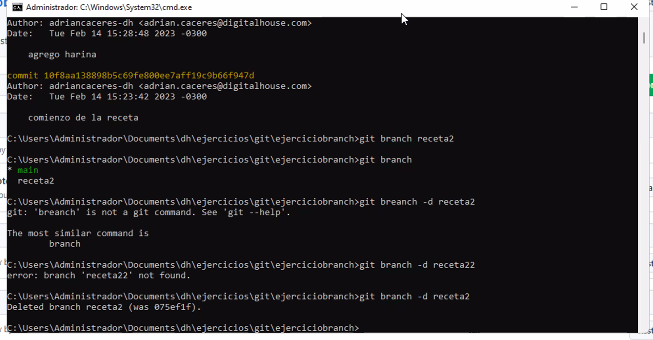 Administrador: C:\Windows\System32\cmd.exe
Author: adriancaceres-dh <adrian.caceres@digitalhouse.com>
Date:   Tue Feb 14 15:28:48 2023 -0300
    agrego harina
commit 10f8aa138898b5c69fe800ee7aff19c9b66f947d
Author: adriancaceres-dh <adrian.caceres@digitalhouse.com>
Date:   Tue Feb 14 15:23:42 2023 -0300
    comienzo de la receta
C:\Users\Administrador\Documents\dh\ejercicios\git\ejerciciobranch>git branch receta2
C:\Users\Administrador\Documents\dh\ejercicios\git\ejerciciobranch>git branch
* main
  receta2
C:\Users\Administrador\Documents\dh\ejercicios\git\ejerciciobranch>git breanch -d receta2
git: 'breanch' is not a git command. See 'git --help'.
The most similar command is
        branch
C:\Users\Administrador\Documents\dh\ejercicios\git\ejerciciobranch>git branch -d receta22
error: branch 'receta22' not found.
C:\Users\Administrador\Documents\dh\ejercicios\git\ejerciciobranch>git branch -d receta2
Deleted branch receta2 (was 075ef1f).
C:\Users\Administrador\Documents\dh\ejercicios\git\ejerciciobranch>